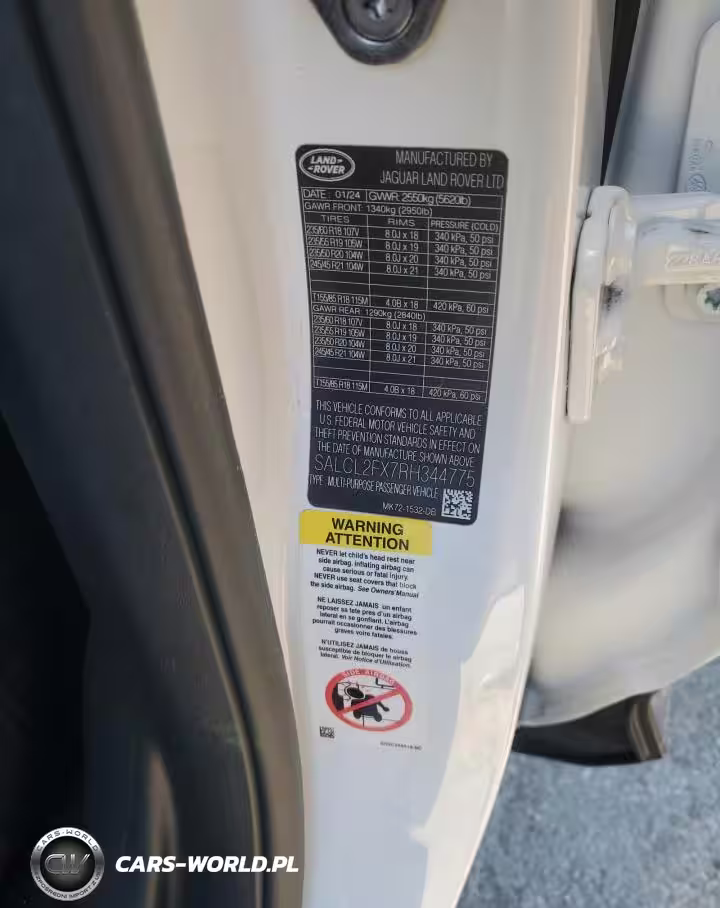 LAND-
-ROVER
MANUFACTURED BY
JAGUAR LAND ROVER LTD
DATE : 01/24 GVWR: 2550kg (5620lb)
GAWR FRONT: 1340kg (2950lb)
TIRES RIMS PRESSURE (COLD)
235/60 R18 107V 8.0J x 18 340 kPa, 50 psi
235/55 R19 105W 8.0J x 19 340 kPa, 50 psi
235/50 R20 104W 8.0J x 20 340 kPa, 50 psi
245/45 R21 104W 8.0J x 21 340 kPa, 50 psi
T155/85 R18 115M 4.0B x 18 420 kPa, 60 psi
GAWR REAR: 1290kg (2840lb)
235/60 R18 107V 8.0J x 18 340 kPa, 50 psi
235/55 R19 105W 8.0J x 19 340 kPa, 50 psi
235/50 R20 104W 8.0J x 20 340 kPa, 50 psi
245/45 R21 104W 8.0J x 21 340 kPa, 50 psi
T155/85 R18 115M 4.0B x 18 420 kPa, 60 psi
THIS VEHICLE CONFORMS TO ALL APPLICABLE
U.S. FEDERAL MOTOR VEHICLE SAFETY AND
THEFT PREVENTION STANDARDS IN EFFECT ON
THE DATE OF MANUFACTURE SHOWN ABOVE
SALCL2FX7RH344775
TYPE: MULTI-PURPOSE PASSENGER VEHICLE
MK72-1532-DB
WARNING
ATTENTION
NEVER let child's head rest near
side airbag, inflating airbag can
cause serious or fatal injury.
NEVER use seat covers that block
the side airbag. See Owners'Manual
NE LAISSEZ JAMAIS un enfant
reposer sa tete pres d'un airbag
lateral en se gonflant. L'airbag
pourrait occasionner des blessures
graves voire fatales.
N'UTILISEZ JAMAIS de houss
susceptible de bloquer le airbag
lateral. Voir Notice d'Utilisation.
SIDE AIRBAG
CARS-WORLD
CW
CARS-WORLD.PL